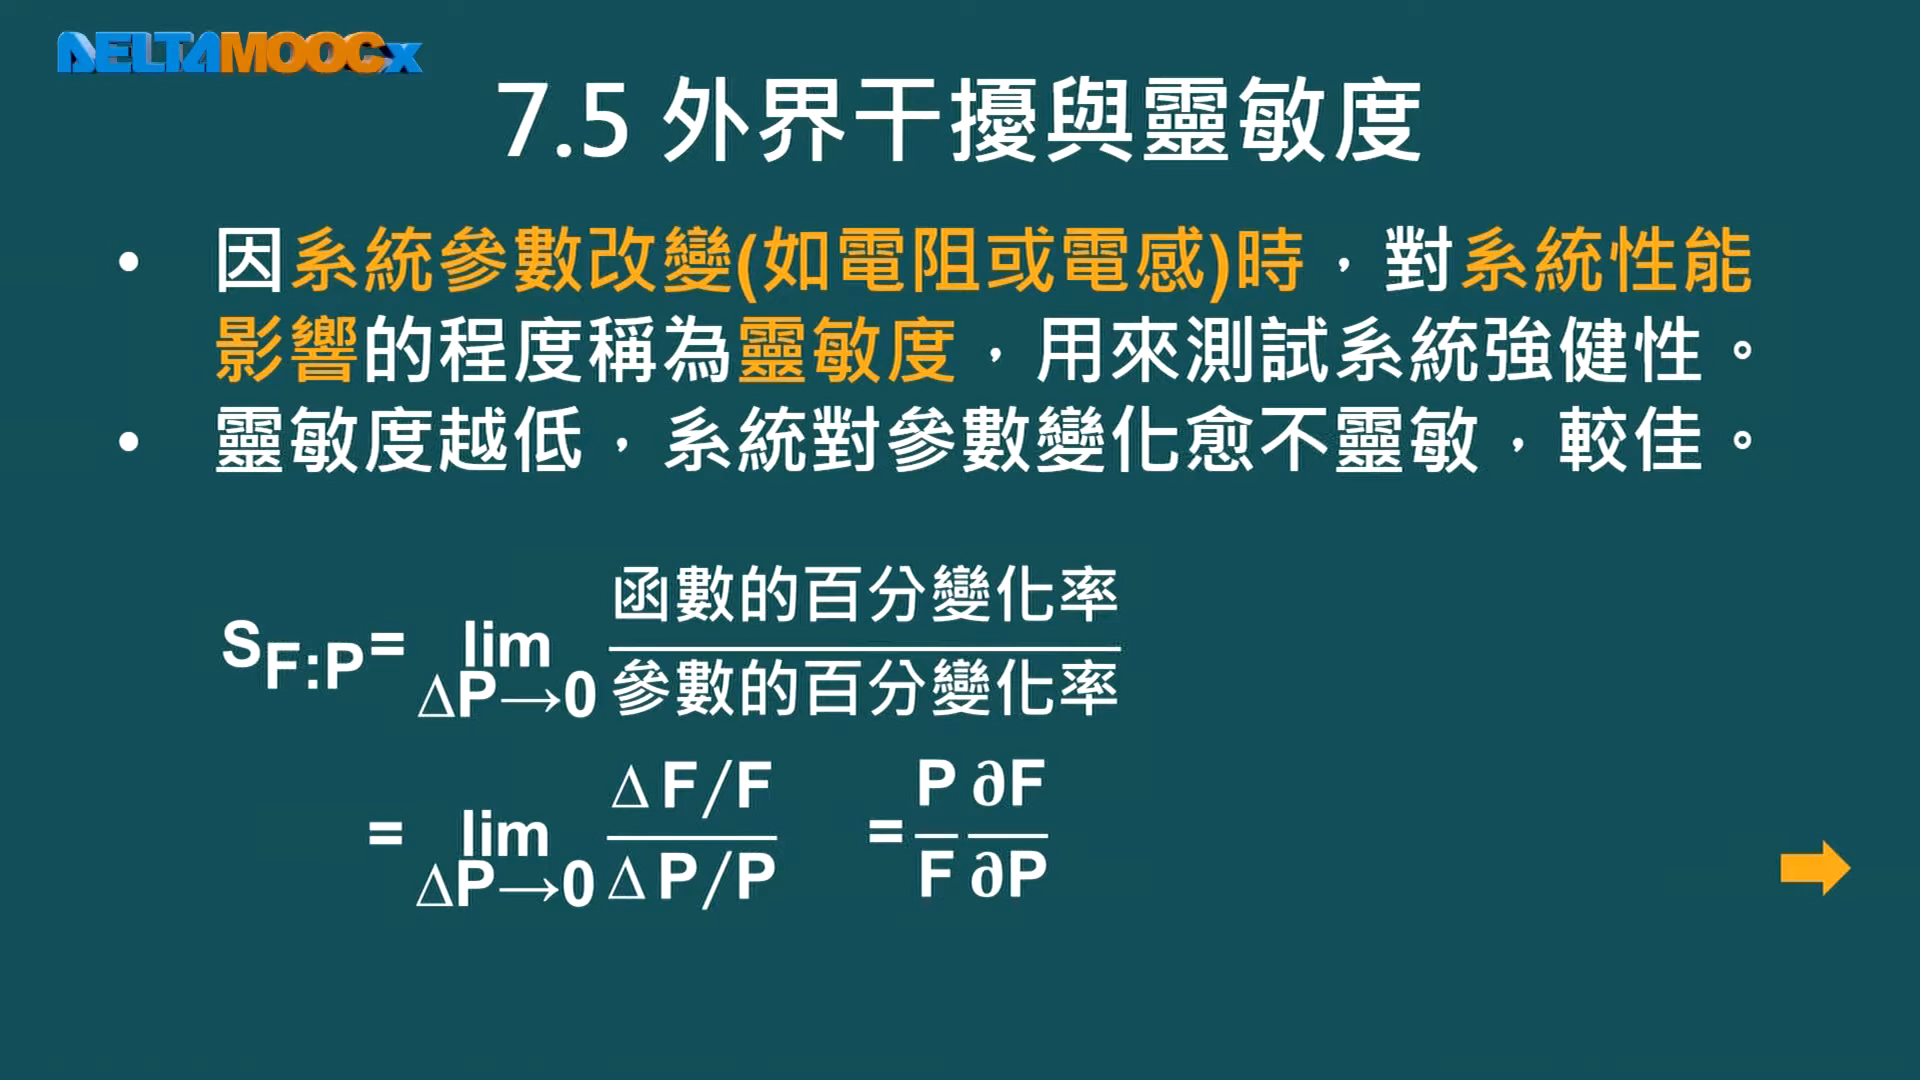 DELTAMOOCx
7.5 外界干擾與靈敏度
• 因系統參數改變(如電阻或電感)時，對系統性能
影響的程度稱為靈敏度，用來測試系統強健性。
• 靈敏度越低，系統對參數變化愈不靈敏，較佳。
函數的百分變化率
S F:P = lim
ΔP→0 參數的百分變化率
Δ F/F P ∂F
= lim =
ΔP→0 Δ P/P F ∂P